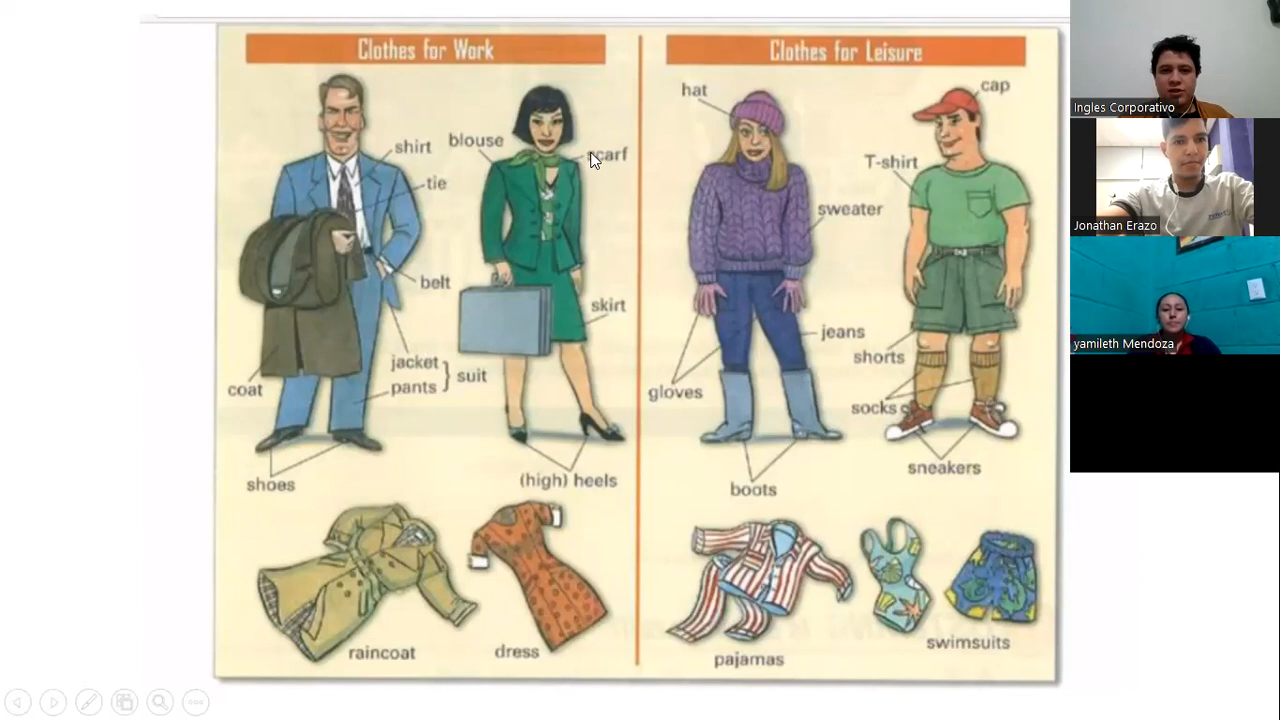 Clothes for Work
shirt
blouse
scarf
tie
belt
skirt
jacket
pants
suit
coat
shoes
(high) heels
raincoat
dress
Clothes for Leisure
hat
cap
T-shirt
sweater
jeans
shorts
gloves
socks
sneakers
boots
pajamas
swimsuits
Ingles Corporativo
Jonathan Erazo
yamileth Mendoza